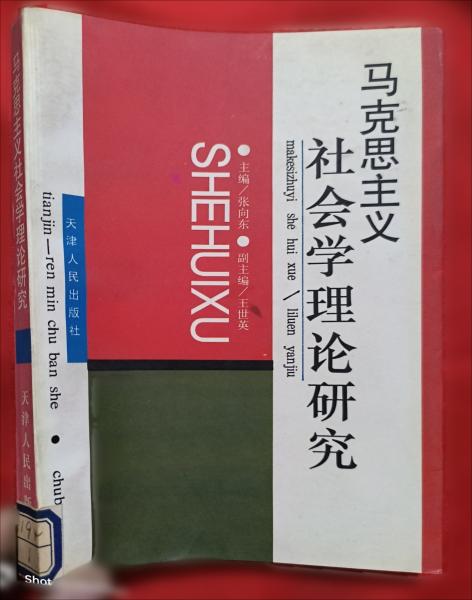 马克思主义
社会学理论研究
makesizhuyi she hui xue / liluen yanjiu
●主编／张向东●副主编／王世英
SHEHUIXU
天津人民出版社
tianjin—ren min chu ban she ● chub
马克思主义社会学理论研究
天津人民出版
Shot